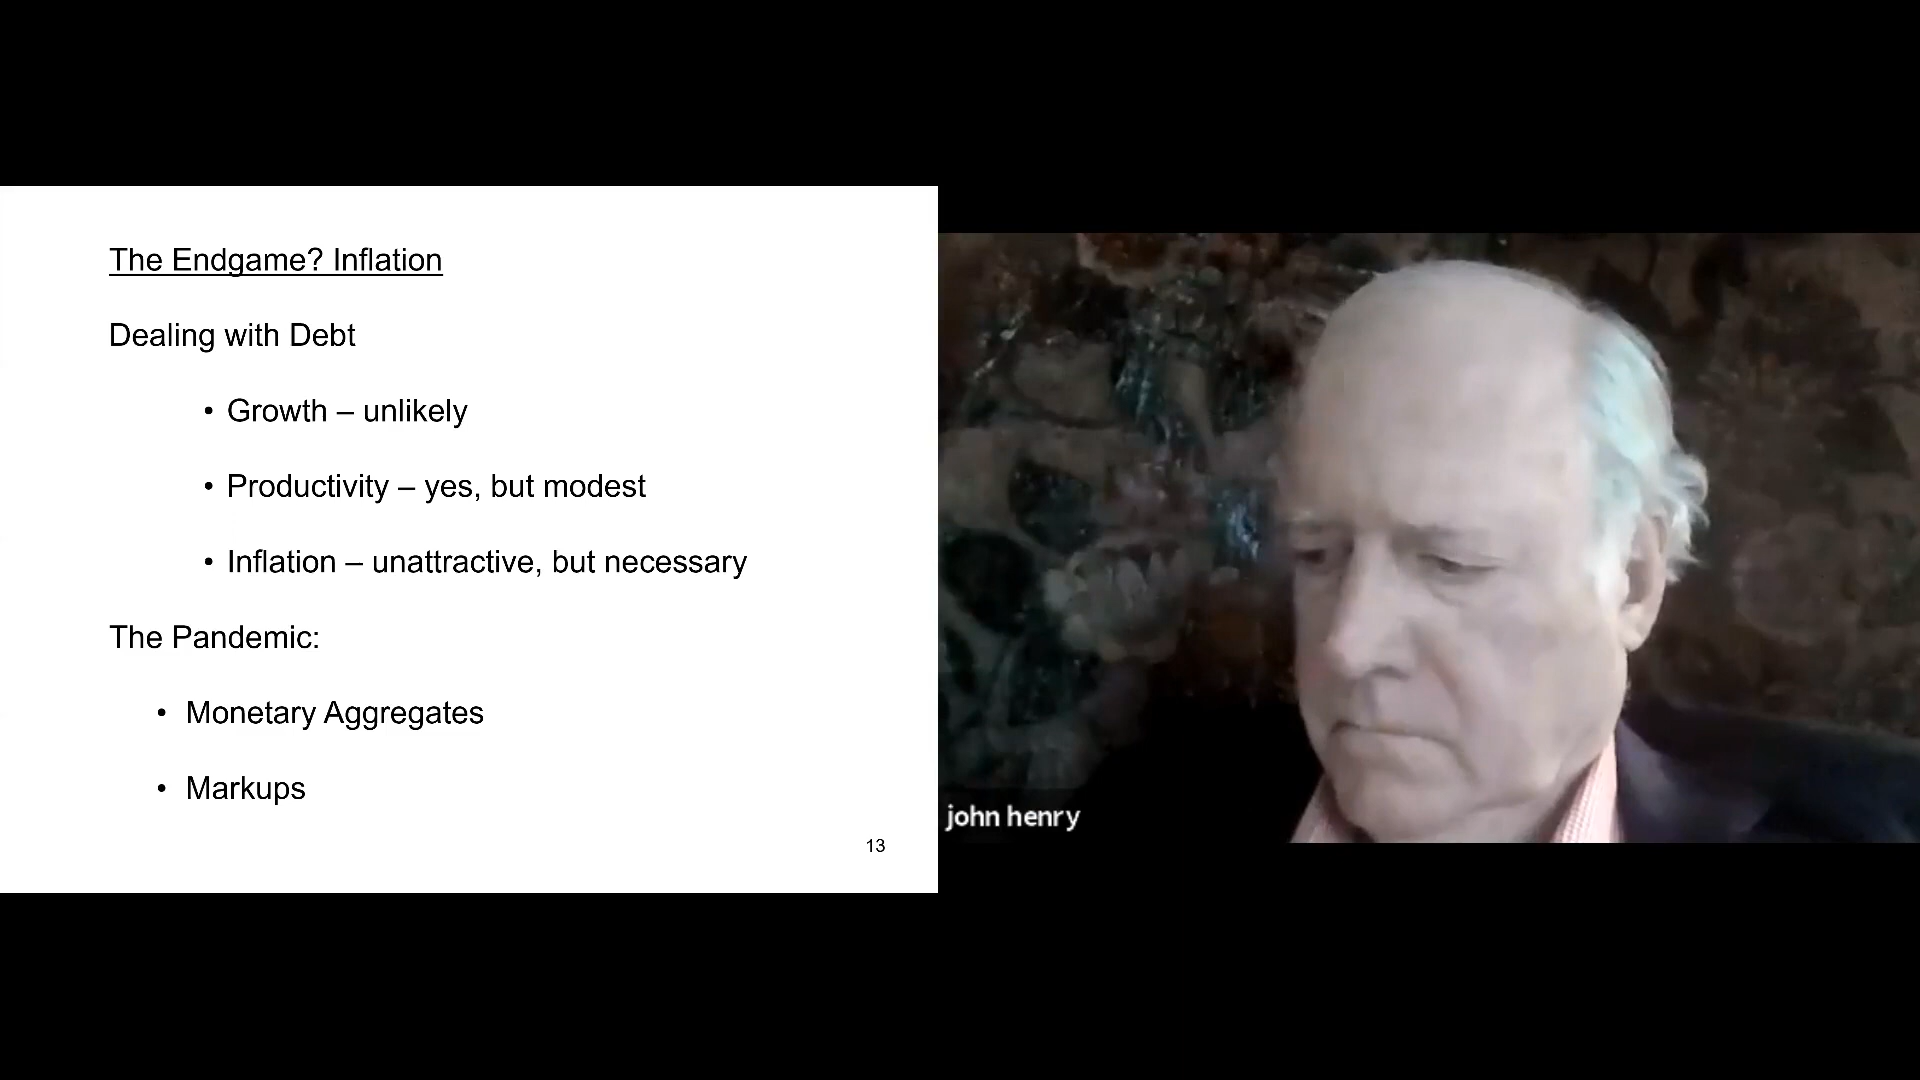 The Endgame? Inflation
Dealing with Debt
• Growth – unlikely
• Productivity – yes, but modest
• Inflation – unattractive, but necessary
The Pandemic:
• Monetary Aggregates
• Markups
13
john henry